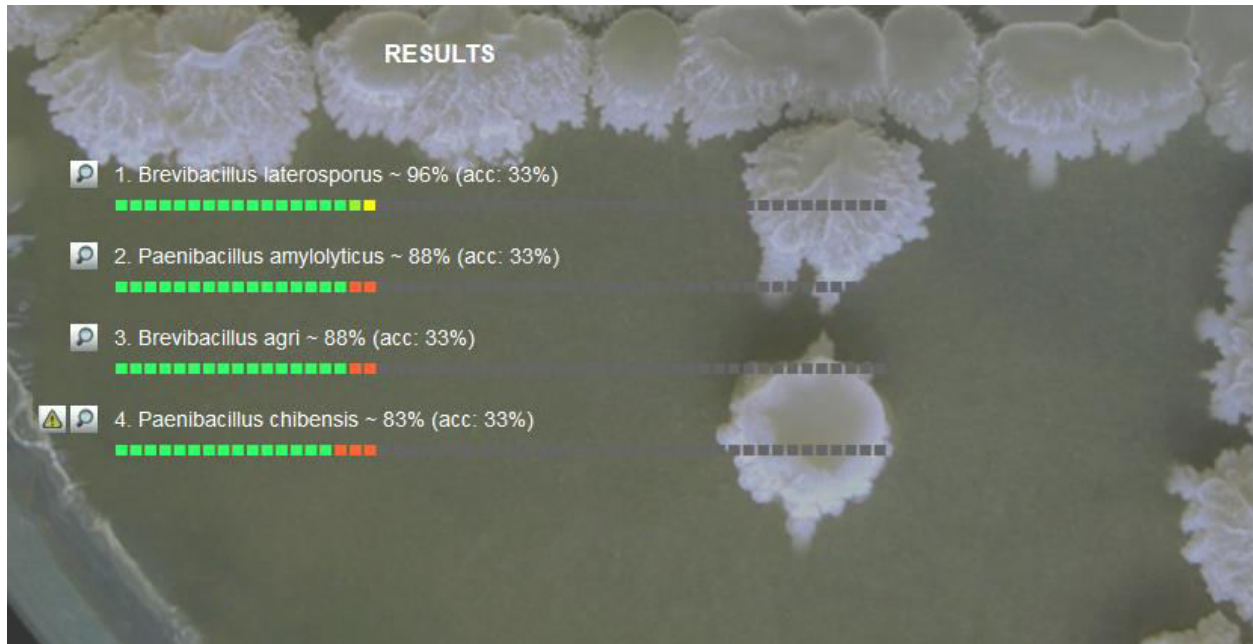 RESULTS
1. Brevibacillus laterosporus ~ 96% (acc: 33%)
2. Paenibacillus amylolyticus ~ 88% (acc: 33%)
3. Brevibacillus agri ~ 88% (acc: 33%)
4. Paenibacillus chibensis ~ 83% (acc: 33%)